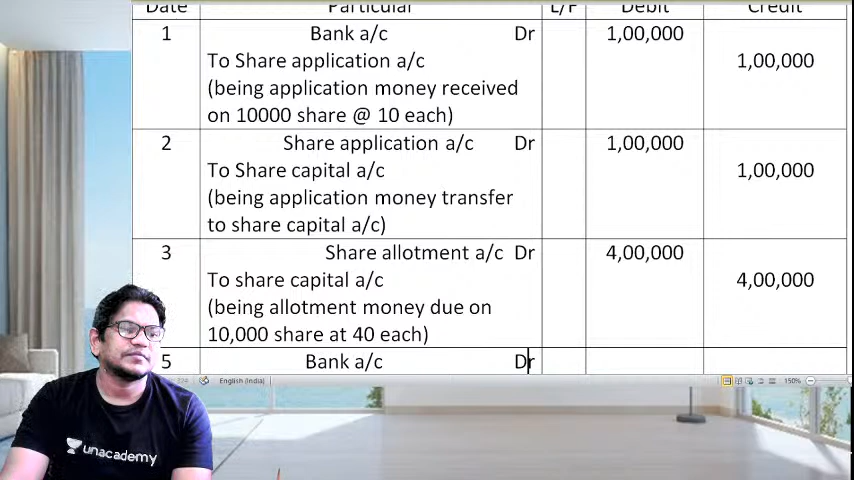 Date Particular L/F Debit Credit
1 Bank a/c Dr 1,00,000
To Share application a/c 1,00,000
(being application money received
on 10000 share @ 10 each)
2 Share application a/c Dr 1,00,000
To Share capital a/c 1,00,000
(being application money transfer
to share capital a/c)
3 Share allotment a/c Dr 4,00,000
To share capital a/c 4,00,000
(being allotment money due on
10,000 share at 40 each)
5 Bank a/c Dr
English (India) 150%
unacademy